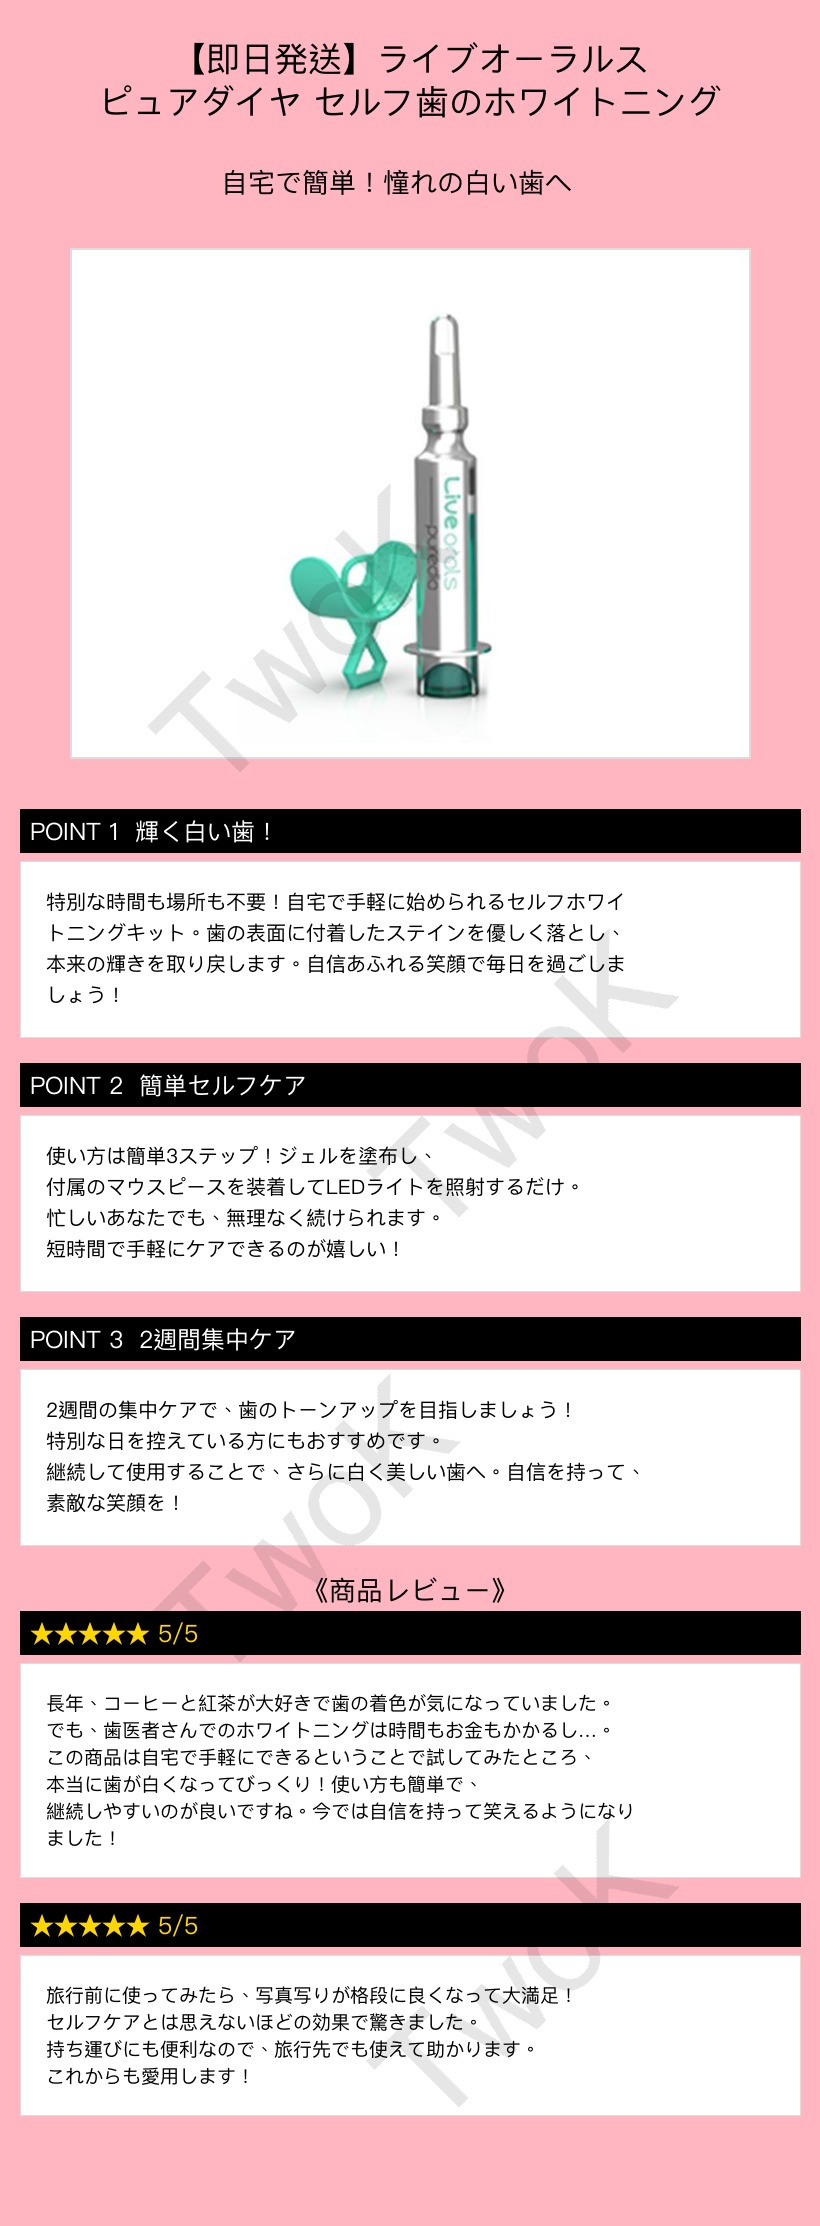 【即日発送】ライブオーラルス
ピュアダイヤ セルフ歯のホワイトニング
自宅で簡単！憧れの白い歯へ
Liveorals
puredia
TwoK
POINT 1 輝く白い歯！
特別な時間も場所も不要！自宅で手軽に始められるセルフホワイ
トニングキット。歯の表面に付着したステインを優しく落とし、
本来の輝きを取り戻します。自信あふれる笑顔で毎日を過ごしま
しょう！
TwoK
POINT 2 簡単セルフケア
使い方は簡単3ステップ！ジェルを塗布し、
付属のマウスピースを装着してLEDライトを照射するだけ。
忙しいあなたでも、無理なく続けられます。
短時間で手軽にケアできるのが嬉しい！
POINT 3 2週間集中ケア
2週間の集中ケアで、歯のトーンアップを目指しましょう！
特別な日を控えている方にもおすすめです。
継続して使用することで、さらに白く美しい歯へ。自信を持って、
素敵な笑顔を！
TwoK
《商品レビュー》
★★★★★ 5/5
長年、コーヒーと紅茶が大好きで歯の着色が気になっていました。
でも、歯医者さんでのホワイトニングは時間もお金もかかるし…。
この商品は自宅で手軽にできるということで試してみたところ、
本当に歯が白くなってびっくり！使い方も簡単で、
継続しやすいのが良いですね。今では自信を持って笑えるようになり
ました！
★★★★★ 5/5
旅行前に使ってみたら、写真写りが格段に良くなって大満足！
セルフケアとは思えないほどの効果で驚きました。
持ち運びにも便利なので、旅行先でも使えて助かります。
これからも愛用します！
TwoK